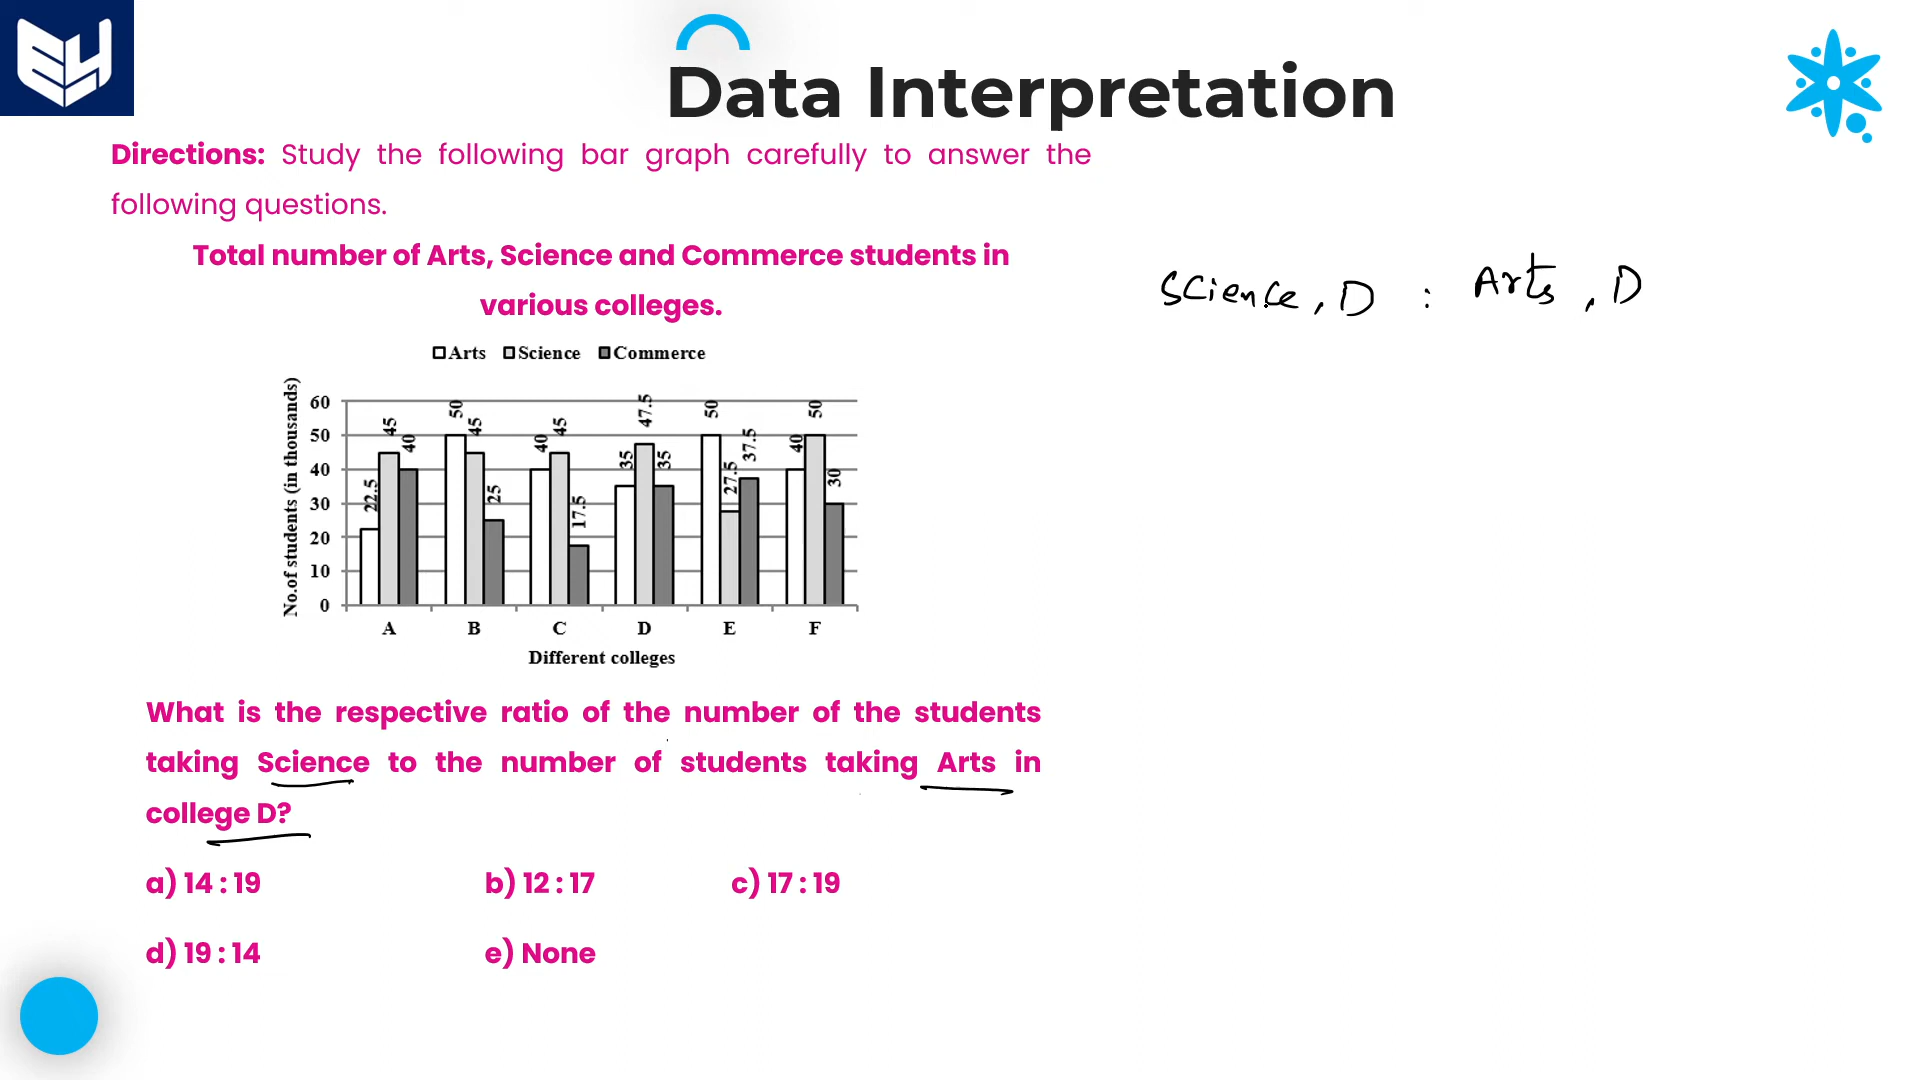 EHY
Data Interpretation
Directions: Study the following bar graph carefully to answer the
following questions.
Total number of Arts, Science and Commerce students in
various colleges.
Science, D : Arts, D
Arts Science Commerce
No.of students (in thousands)
60
50
40
30
20
10
0
22.5 45 40
50 45 25
40 45 17.5
35 47.5 35
50 27.5 37.5
40 50 30
A B C D E F
Different colleges
What is the respective ratio of the number of the students
taking Science to the number of students taking Arts in
college D?
a) 14 : 19 b) 12 : 17 c) 17 : 19
d) 19 : 14 e) None